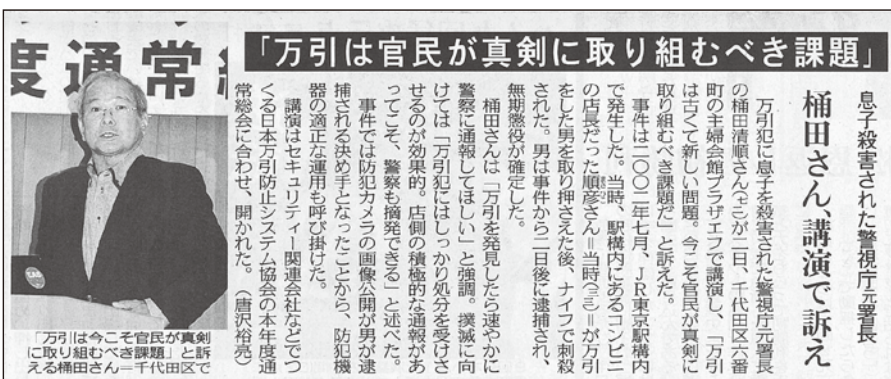 「万引は官民が真剣に取り組むべき課題」
息子殺害された警視庁元署長
桶田さん、講演で訴え
万引犯に息子を殺害された警視庁元署長
の桶田清順さん(七三)が二日、千代田区六番
町の主婦会館プラザエフで講演し、「万引
は古くて新しい問題。今こそ官民が真剣に
取り組むべき課題だ」と訴えた。
事件は二〇〇二年七月、JR東京駅構内
で発生した。当時、駅構内にあるコンビニ
の店長だった順彦さん=当時(三三)=が万引
をした男を取り押さえた後、ナイフで刺殺
された。男は事件から二日後に逮捕され、
無期懲役が確定した。
桶田さんは「万引を発見したら速やかに
警察に通報してほしい」と強調。撲滅に向
けては「万引犯にはしっかり処分を受けさ
せるのが効果的。店側の積極的な通報があ
ってこそ、警察も摘発できる」と述べた。
事件では防犯カメラの画像公開が男が逮
捕される決め手となったことから、防犯機
器の適正な運用も呼び掛けた。
講演はセキュリティー関連会社などでつ
くる日本万引防止システム協会の本年度通
常総会に合わせ、開かれた。(唐沢裕亮)
度通常総
「万引は今こそ官民が真剣
に取り組むべき課題」と訴
える桶田さん=千代田区で